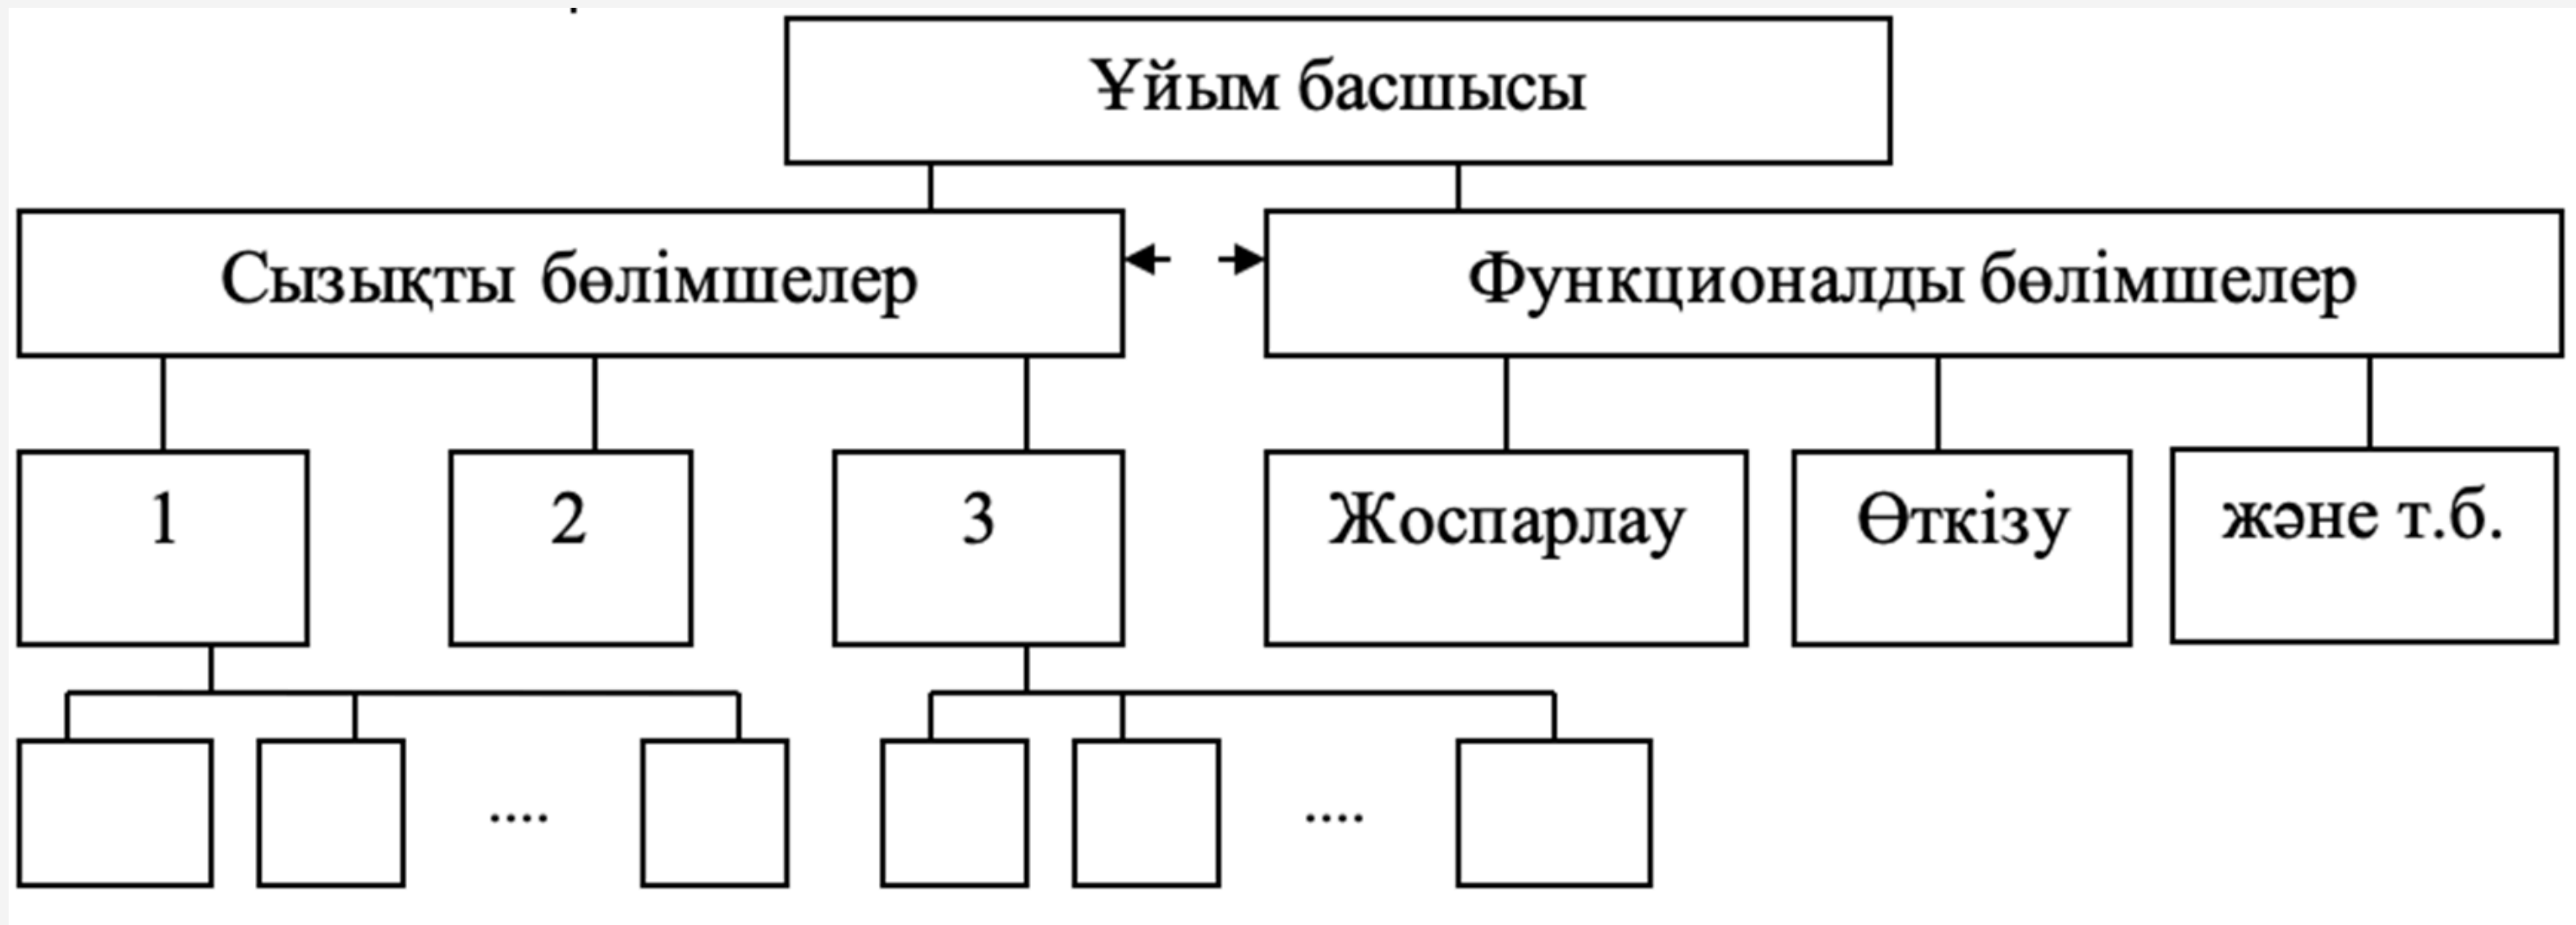 Ұйым басшысы
Сызықты бөлімшелер
Функционалды бөлімшелер
1
2
3
Жоспарлау
Өткізу
және т.б.
....
....